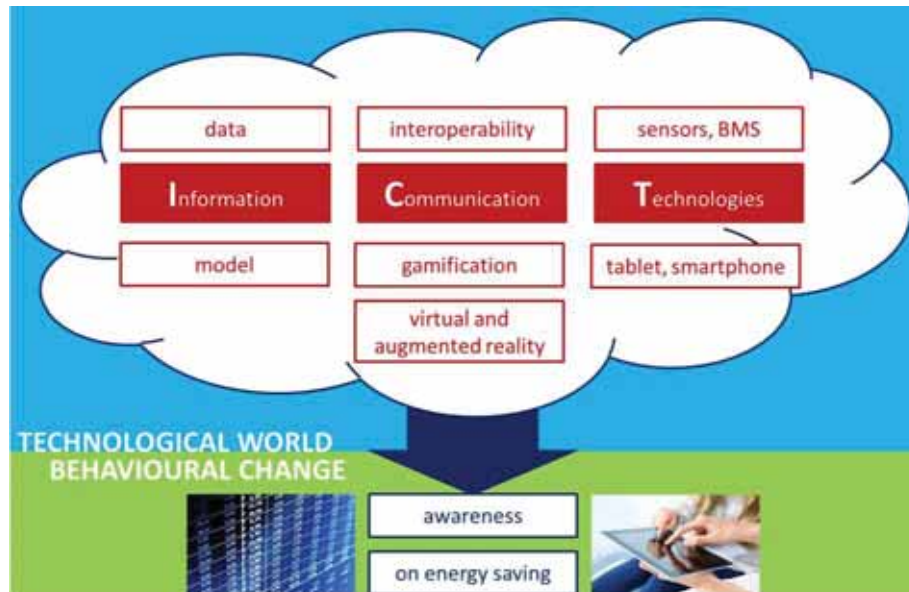 data
interoperability
sensors, BMS
Information
Communication
Technologies
model
gamification
tablet, smartphone
virtual and
augmented reality
TECHNOLOGICAL WORLD
BEHAVIOURAL CHANGE
awareness
on energy saving